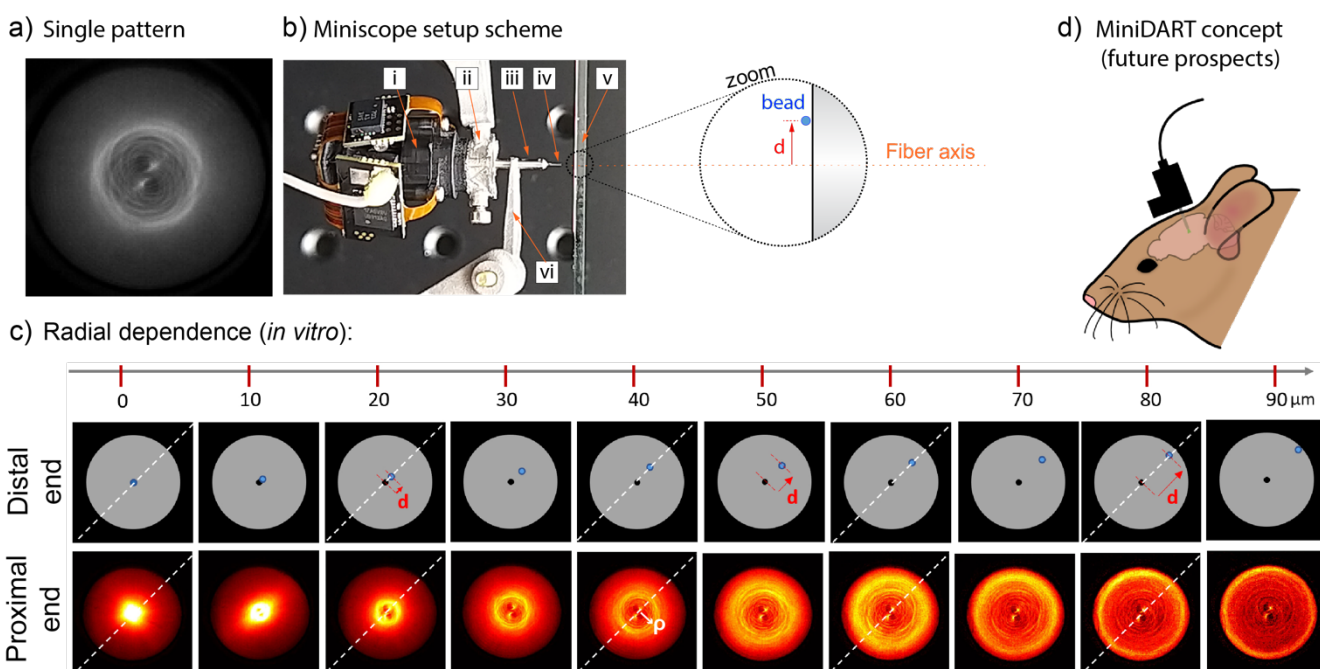 a) Single pattern
b) Miniscope setup scheme
d) MiniDART concept
(future prospects)
i
ii
iii
iv
v
vi
zoom
bead
d
Fiber axis
c) Radial dependence (in vitro):
0 10 20 30 40 50 60 70 80 90 μm
Distal end
d d d
Proximal end
ρ